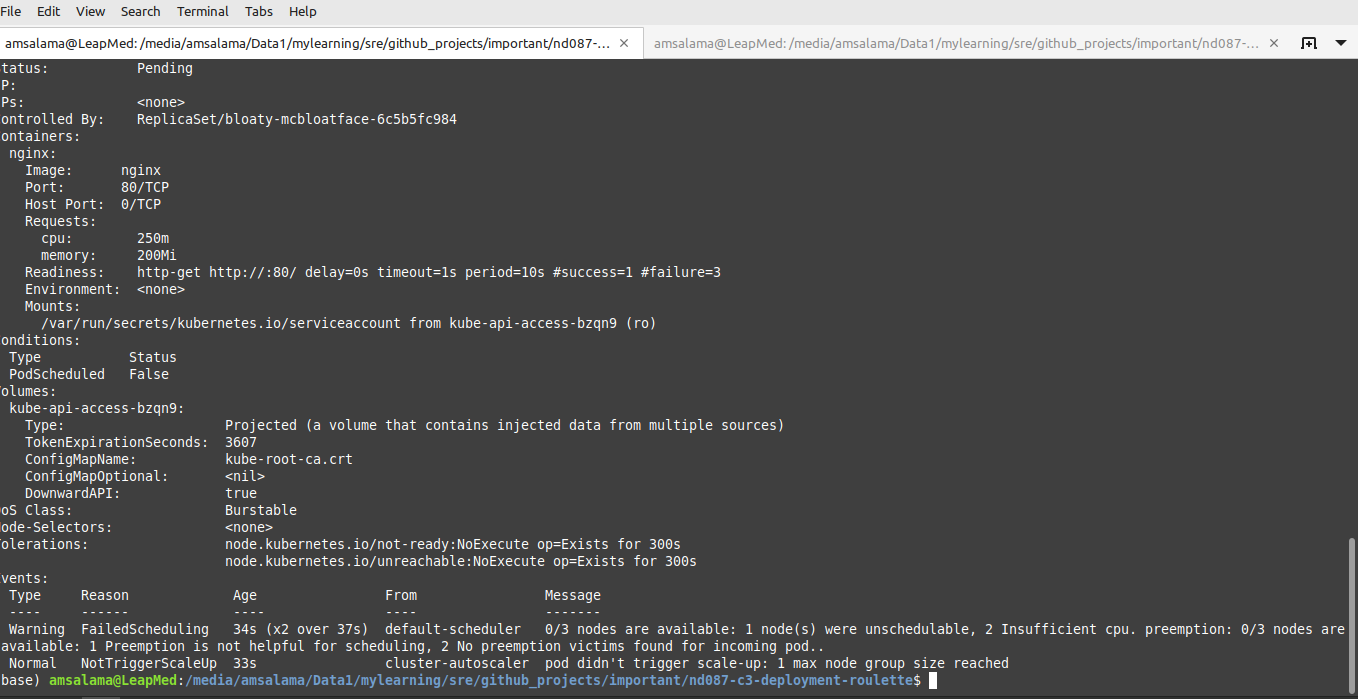 File Edit View Search Terminal Tabs Help
amsalama@LeapMed: /media/amsalama/Data1/mylearning/sre/github_projects/important/nd087-... × amsalama@LeapMed: /media/amsalama/Data1/mylearning/sre/github_projects/important/nd087-... ×
tatus: Pending
P:
Ps: <none>
ontrolled By: ReplicaSet/bloaty-mcbloatface-6c5b5fc984
ontainers:
nginx:
Image: nginx
Port: 80/TCP
Host Port: 0/TCP
Requests:
cpu: 250m
memory: 200Mi
Readiness: http-get http://:80/ delay=0s timeout=1s period=10s #success=1 #failure=3
Environment: <none>
Mounts:
/var/run/secrets/kubernetes.io/serviceaccount from kube-api-access-bzqn9 (ro)
onditions:
Type Status
PodScheduled False
olumes:
kube-api-access-bzqn9:
Type: Projected (a volume that contains injected data from multiple sources)
TokenExpirationSeconds: 3607
ConfigMapName: kube-root-ca.crt
ConfigMapOptional: <nil>
DownwardAPI: true
oS Class: Burstable
ode-Selectors: <none>
olerations: node.kubernetes.io/not-ready:NoExecute op=Exists for 300s
node.kubernetes.io/unreachable:NoExecute op=Exists for 300s
vents:
Type Reason Age From Message
---- ------ ---- ---- -------
Warning FailedScheduling 34s (x2 over 37s) default-scheduler 0/3 nodes are available: 1 node(s) were unschedulable, 2 Insufficient cpu. preemption: 0/3 nodes are
available: 1 Preemption is not helpful for scheduling, 2 No preemption victims found for incoming pod..
Normal NotTriggerScaleUp 33s cluster-autoscaler pod didn't trigger scale-up: 1 max node group size reached
base) amsalama@LeapMed:/media/amsalama/Data1/mylearning/sre/github_projects/important/nd087-c3-deployment-roulette$